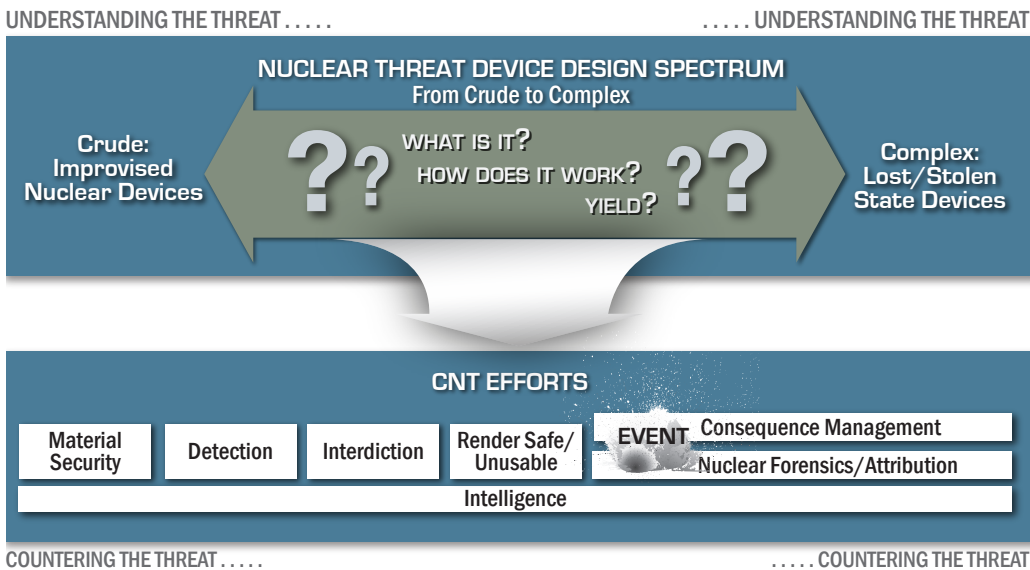 UNDERSTANDING THE THREAT . . . . .
. . . . . UNDERSTANDING THE THREAT
NUCLEAR THREAT DEVICE DESIGN SPECTRUM
From Crude to Complex
Crude:
Improvised
Nuclear Devices
? ?
WHAT IS IT?
HOW DOES IT WORK?
YIELD?
? ?
Complex:
Lost/Stolen
State Devices
CNT EFFORTS
Material
Security
Detection
Interdiction
Render Safe/
Unusable
EVENT
Consequence Management
Nuclear Forensics/Attribution
Intelligence
COUNTERING THE THREAT . . . . .
. . . . . COUNTERING THE THREAT